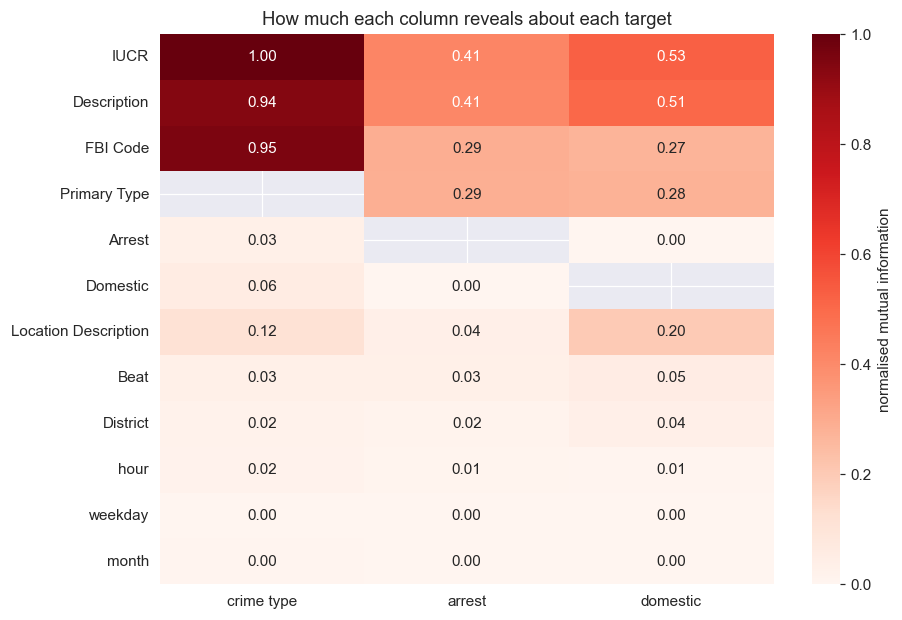 How much each column reveals about each target
IUCR 1.00 0.41 0.53
Description 0.94 0.41 0.51
FBI Code 0.95 0.29 0.27
Primary Type 0.29 0.28
Arrest 0.03 0.00
Domestic 0.06 0.00
Location Description 0.12 0.04 0.20
Beat 0.03 0.03 0.05
District 0.02 0.02 0.04
hour 0.02 0.01 0.01
weekday 0.00 0.00 0.00
month 0.00 0.00 0.00
crime type arrest domestic
1.0
0.8
0.6
0.4
0.2
0.0
normalised mutual information